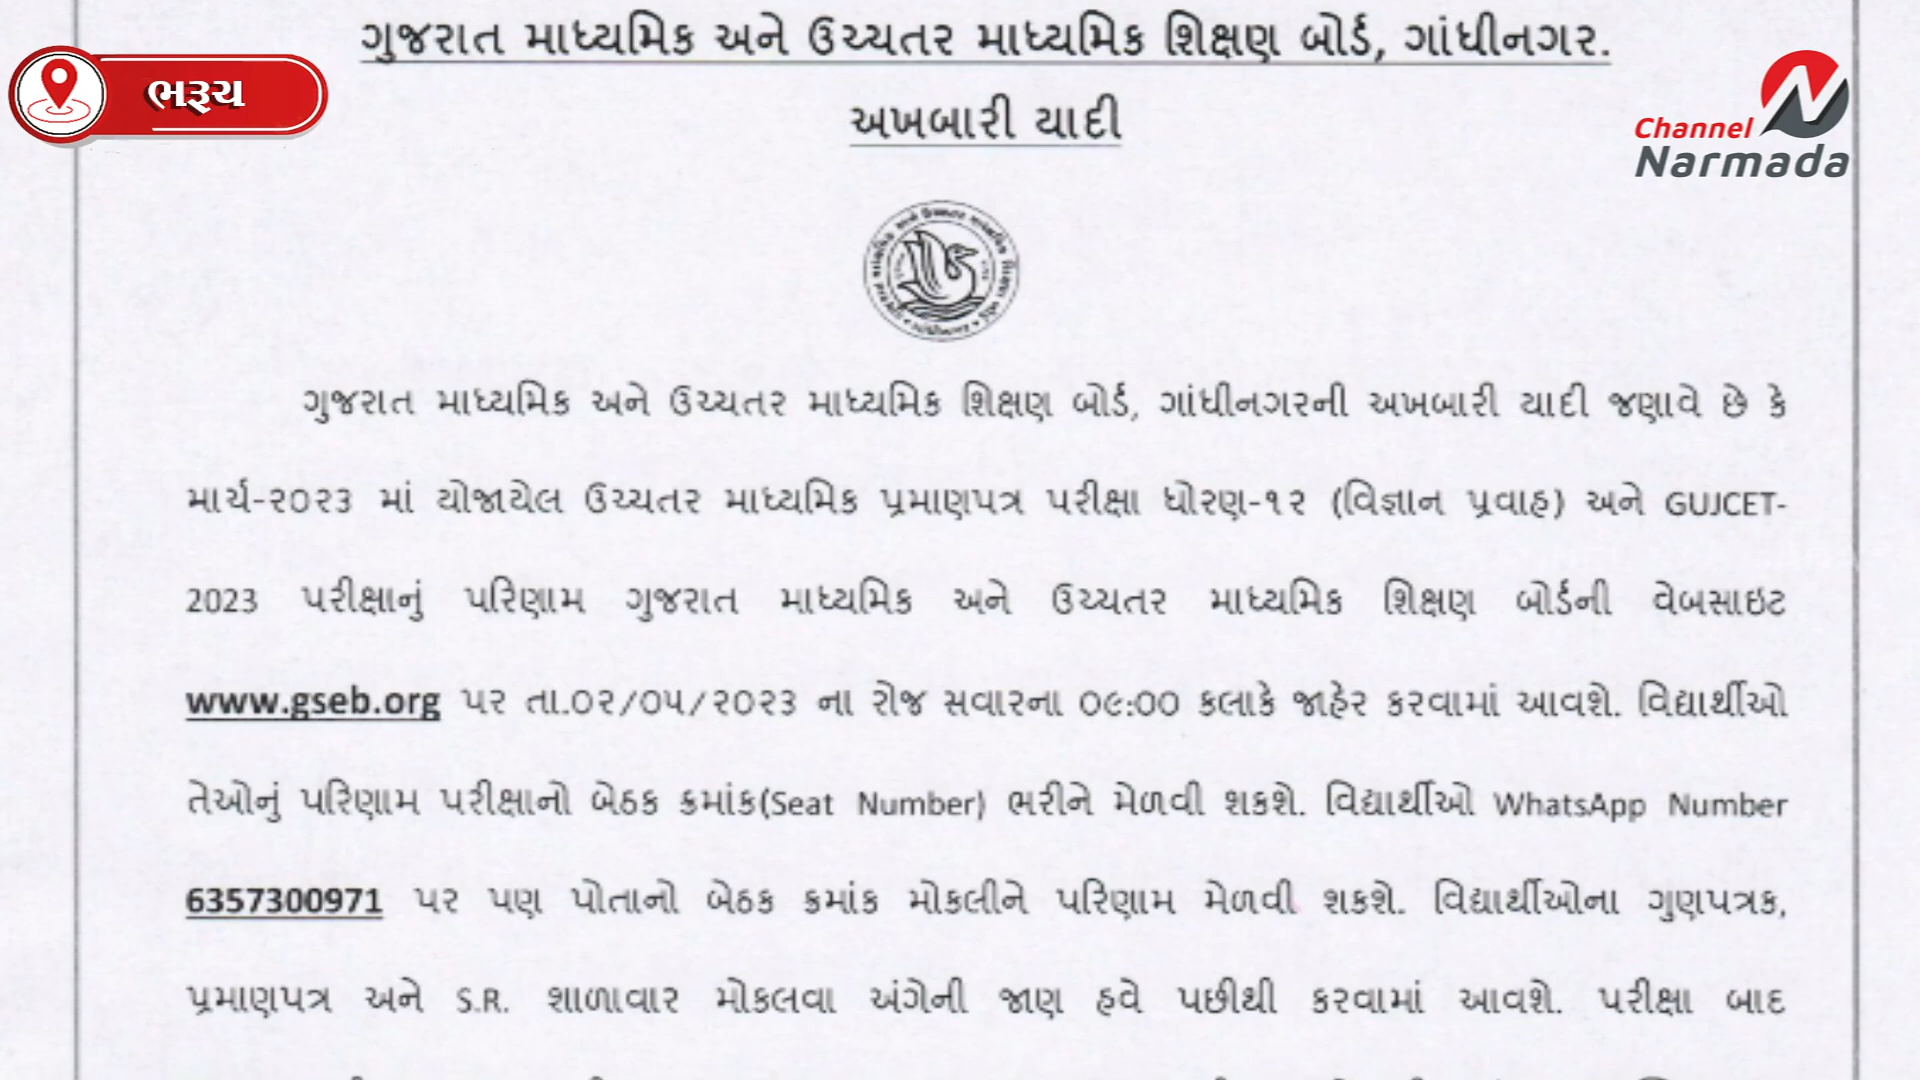 ગુજરાત માધ્યમિક અને ઉચ્ચતર માધ્યમિક શિક્ષણ બોર્ડ, ગાંધીનગર.
ભરૂચ
Channel
Narmada
અખબારી યાદી
ગુજરાત માધ્યમિક અને ઉચ્ચતર માધ્યમિક શિક્ષણ બોર્ડ, ગાંધીનગરની અખબારી યાદી જણાવે છે કે
માર્ચ-૨૦૨૩ માં યોજાયેલ ઉચ્ચતર માધ્યમિક પ્રમાણપત્ર પરીક્ષા ધોરણ-૧૨ (વિજ્ઞાન પ્રવાહ) અને GUJCET-
2023 પરીક્ષાનું પરિણામ ગુજરાત માધ્યમિક અને ઉચ્ચતર માધ્યમિક શિક્ષણ બોર્ડની વેબસાઇટ
www.gseb.org પર તા.૦૨/૦૫/૨૦૨૩ ના રોજ સવારના ૦૯:૦૦ કલાકે જાહેર કરવામાં આવશે. વિદ્યાર્થીઓ
તેઓનું પરિણામ પરીક્ષાનો બેઠક ક્રમાંક(Seat Number) ભરીને મેળવી શકશે. વિદ્યાર્થીઓ WhatsApp Number
6357300971 પર પણ પોતાનો બેઠક ક્રમાંક મોકલીને પરિણામ મેળવી શકશે. વિદ્યાર્થીઓના ગુણપત્રક,
પ્રમાણપત્ર અને S.R. શાળાવાર મોકલવા અંગેની જાણ હવે પછીથી કરવામાં આવશે. પરીક્ષા બાદ